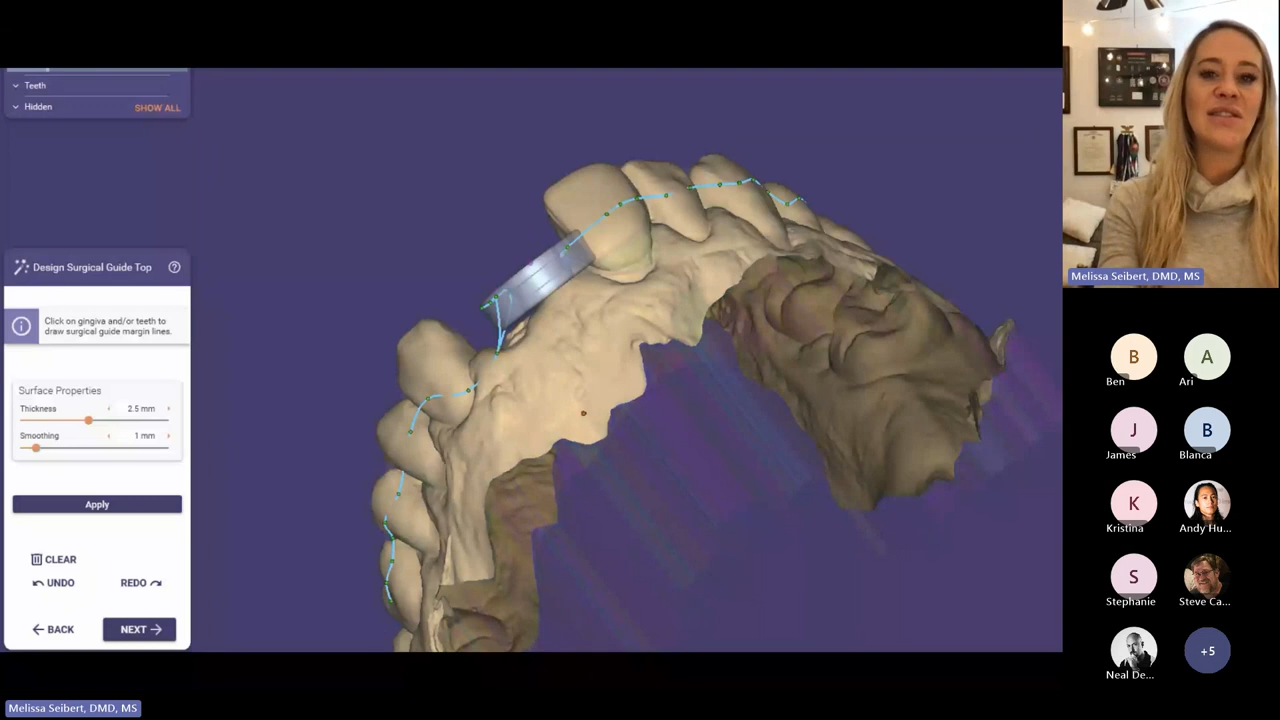 Teeth
Hidden
SHOW ALL
Design Surgical Guide Top
Click on gingiva and/or teeth to
draw surgical guide margin lines.
Surface Properties
Thickness
2.5 mm
Smoothing
1 mm
Apply
CLEAR
UNDO
REDO
BACK
NEXT
Melissa Seibert, DMD, MS
B
A
Ben
Ari
J
B
James
Blanca
K
Kristina
Andy Hu...
S
Stephanie
Steve Ca...
Neal De...
+5
Melissa Seibert, DMD, MS